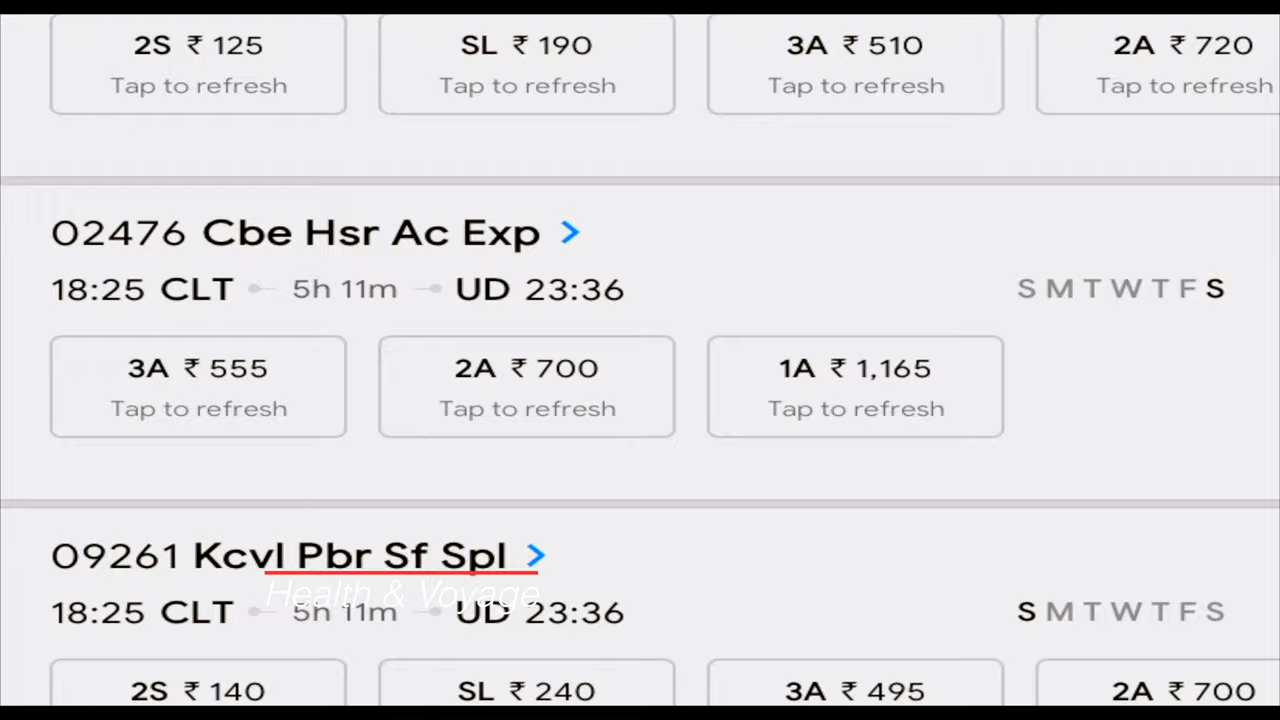 2S ₹ 125 SL ₹ 190 3A ₹ 510 2A ₹ 720
Tap to refresh Tap to refresh Tap to refresh Tap to refresh
02476 Cbe Hsr Ac Exp >
18:25 CLT 5h 11m UD 23:36 S M T W T F S
3A ₹ 555 2A ₹ 700 1A ₹ 1,165
Tap to refresh Tap to refresh Tap to refresh
09261 Kcvl Pbr Sf Spl >
Health & Voyage
18:25 CLT 5h 11m UD 23:36 S M T W T F S
2S ₹ 140 SL ₹ 240 3A ₹ 495 2A ₹ 700